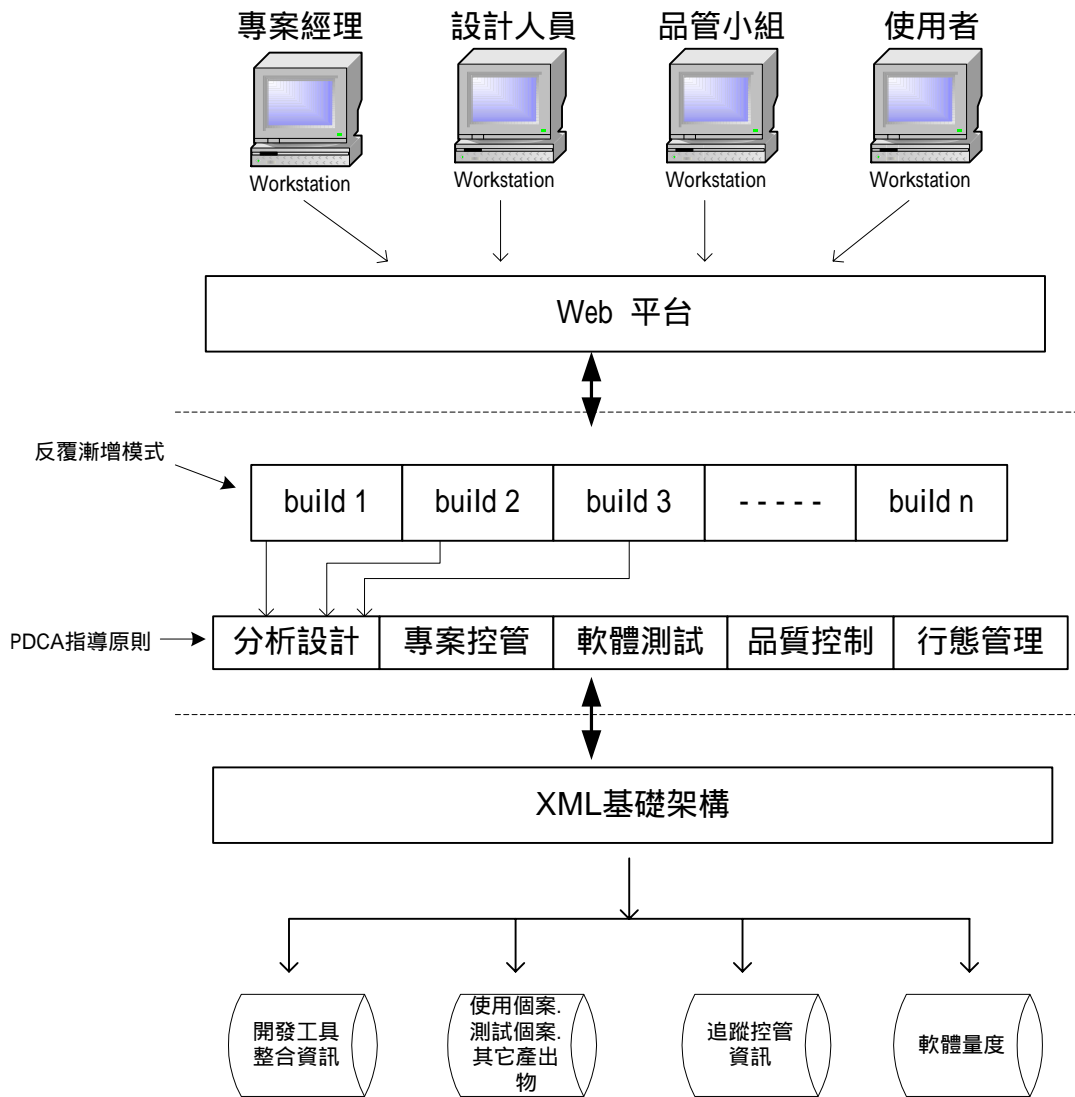 專案經理
設計人員
品管小組
使用者
Workstation
Workstation
Workstation
Workstation
Web 平台
反覆漸增模式
build 1
build 2
build 3
- - - - -
build n
PDCA指導原則
分析設計
專案控管
軟體測試
品質控制
行態管理
XML基礎架構
開發工具
整合資訊
使用個案.
測試個案.
其它產出
物
追蹤控管
資訊
軟體量度